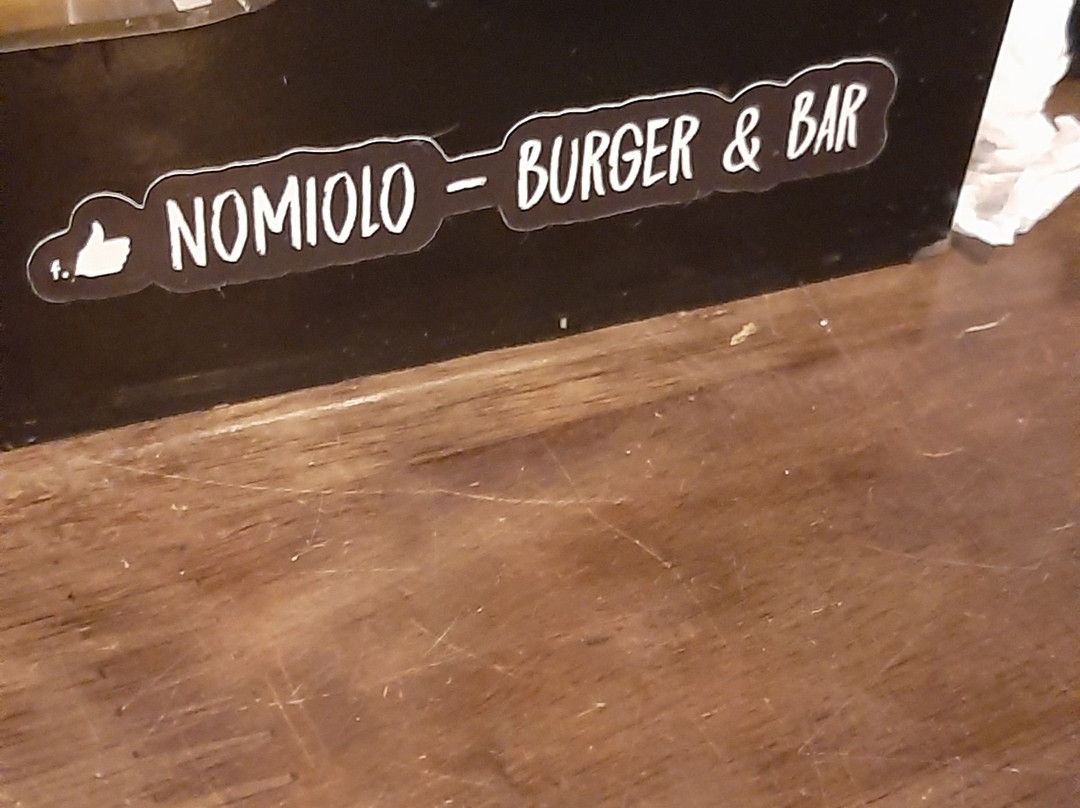 f. NOMIOLO - BURGER & BAR